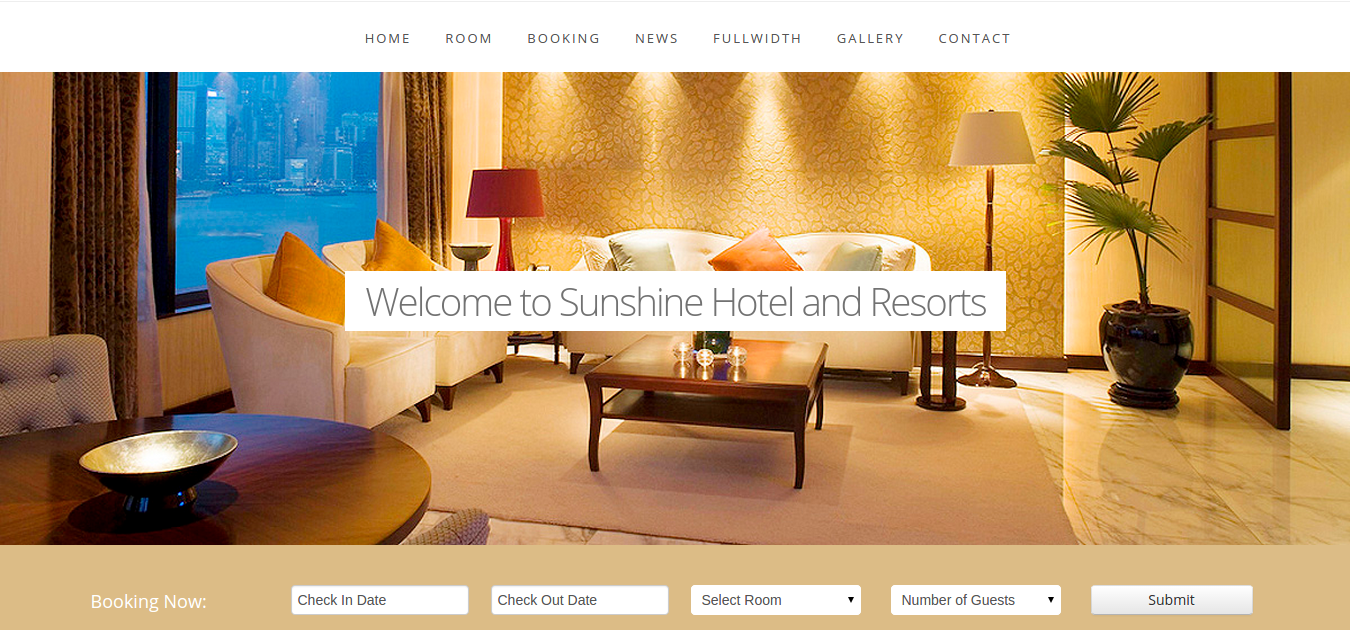 HOME ROOM BOOKING NEWS FULLWIDTH GALLERY CONTACT
Welcome to Sunshine Hotel and Resorts
Booking Now: Check In Date Check Out Date Select Room Number of Guests Submit